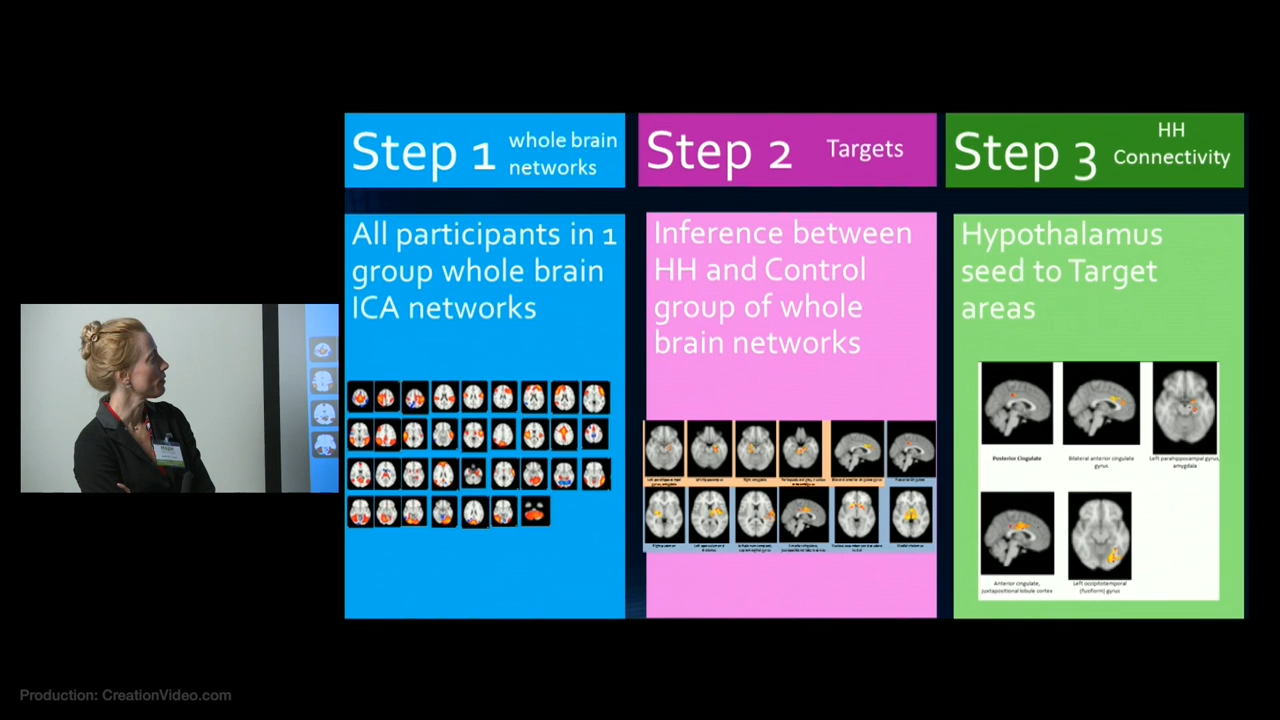 Step 1
whole brain
networks
All participants in 1
group whole brain
ICA networks
Step 2
Targets
Inference between
HH and Control
group of whole
brain networks
Step 3
HH
Connectivity
Hypothalamus
seed to Target
areas
Posterior Cingulate
Bilateral anterior cingulate
gyrus
Left parahippocampal gyrus,
amygdala
Anterior cingulate,
juxtapositional lobule cortex
Left occipitotemporal
(fusiform) gyrus
Production: CreationVideo.com